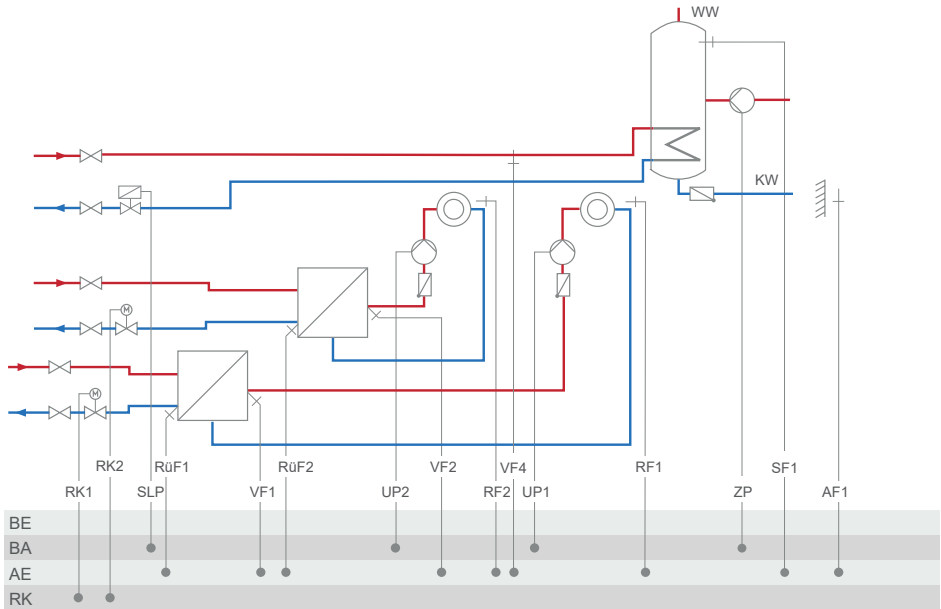 WW
KW
M
M
RK2 RüF1 RüF2 VF2 VF4 RF1 SF1
RK1 SLP VF1 UP2 RF2 UP1 ZP AF1
BE
BA
AE
RK